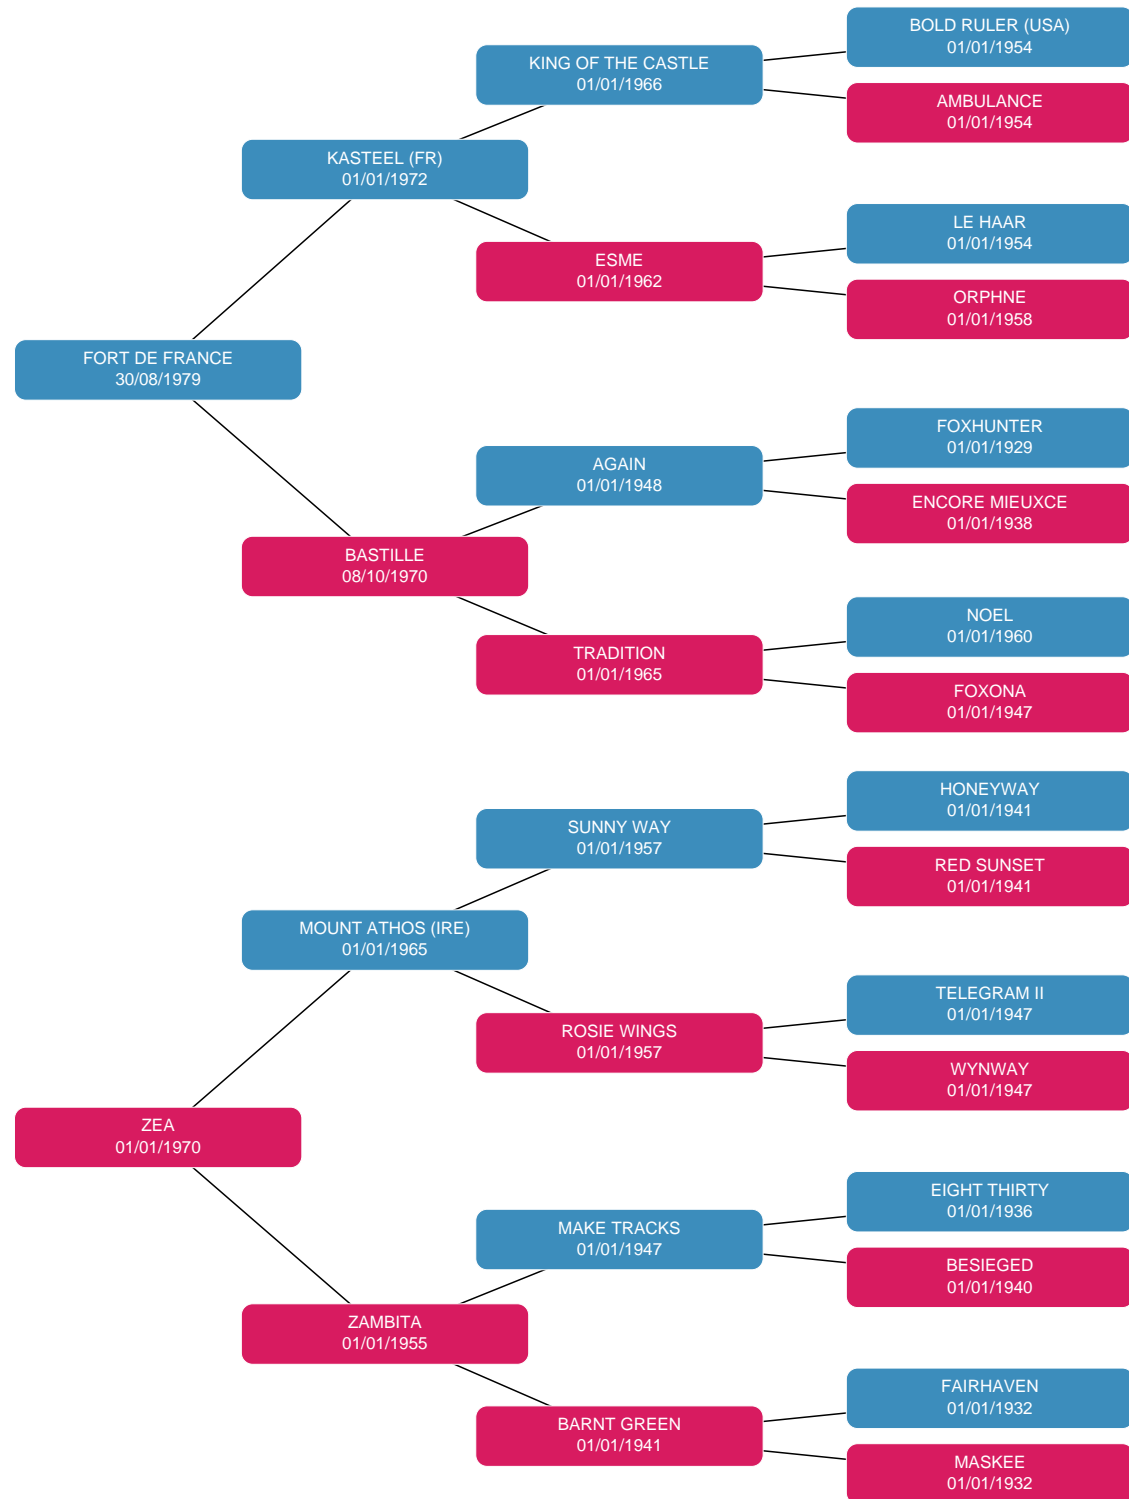 BOLD RULER (USA)
01/01/1954
KING OF THE CASTLE
01/01/1966
AMBULANCE
01/01/1954
KASTEEL (FR)
01/01/1972
LE HAAR
01/01/1954
ESME
01/01/1962
ORPHNE
01/01/1958
FORT DE FRANCE
30/08/1979
FOXHUNTER
01/01/1929
AGAIN
01/01/1948
ENCORE MIEUXCE
01/01/1938
BASTILLE
08/10/1970
NOEL
01/01/1960
TRADITION
01/01/1965
FOXONA
01/01/1947
HONEYWAY
01/01/1941
SUNNY WAY
01/01/1957
RED SUNSET
01/01/1941
MOUNT ATHOS (IRE)
01/01/1965
TELEGRAM II
01/01/1947
ROSIE WINGS
01/01/1957
WYNWAY
01/01/1947
ZEA
01/01/1970
EIGHT THIRTY
01/01/1936
MAKE TRACKS
01/01/1947
BESIEGED
01/01/1940
ZAMBITA
01/01/1955
FAIRHAVEN
01/01/1932
BARNT GREEN
01/01/1941
MASKEE
01/01/1932